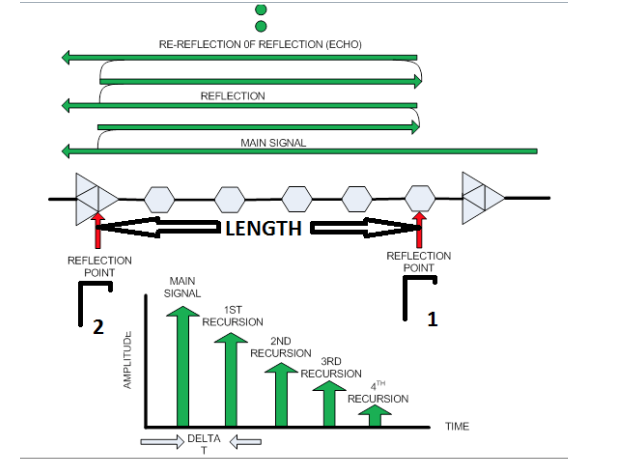 RE-REFLECTION 0F REFLECTION (ECHO)
REFLECTION
MAIN SIGNAL
LENGTH
REFLECTION
POINT
2
REFLECTION
POINT
1
MAIN
SIGNAL
1ST
RECURSION
2ND
RECURSION
3RD
RECURSION
4TH
RECURSION
AMPLITUDE
TIME
DELTA
T